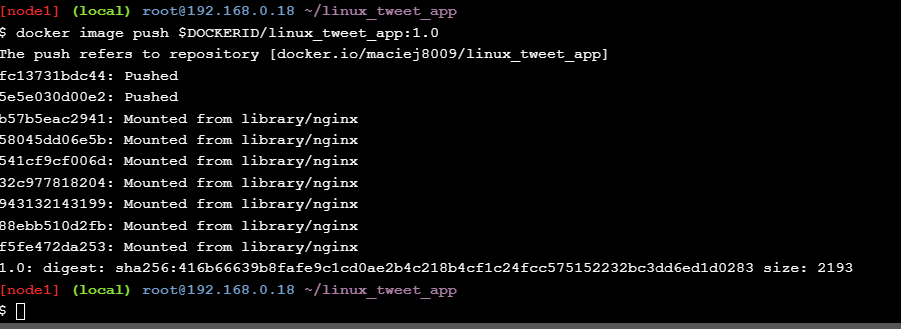 [node1] (local) root@192.168.0.18 ~/linux_tweet_app
$ docker image push $DOCKERID/linux_tweet_app:1.0
The push refers to repository [docker.io/maciej8009/linux_tweet_app]
fc13731bdc44: Pushed
5e5e030d00e2: Pushed
b57b5eac2941: Mounted from library/nginx
58045dd06e5b: Mounted from library/nginx
541cf9cf006d: Mounted from library/nginx
32c977818204: Mounted from library/nginx
943132143199: Mounted from library/nginx
88ebb510d2fb: Mounted from library/nginx
f5fe472da253: Mounted from library/nginx
1.0: digest: sha256:416b66639b8fafe9c1cd0ae2b4c218b4cf1c24fcc575152232bc3dd6ed1d0283 size: 2193
[node1] (local) root@192.168.0.18 ~/linux_tweet_app
$